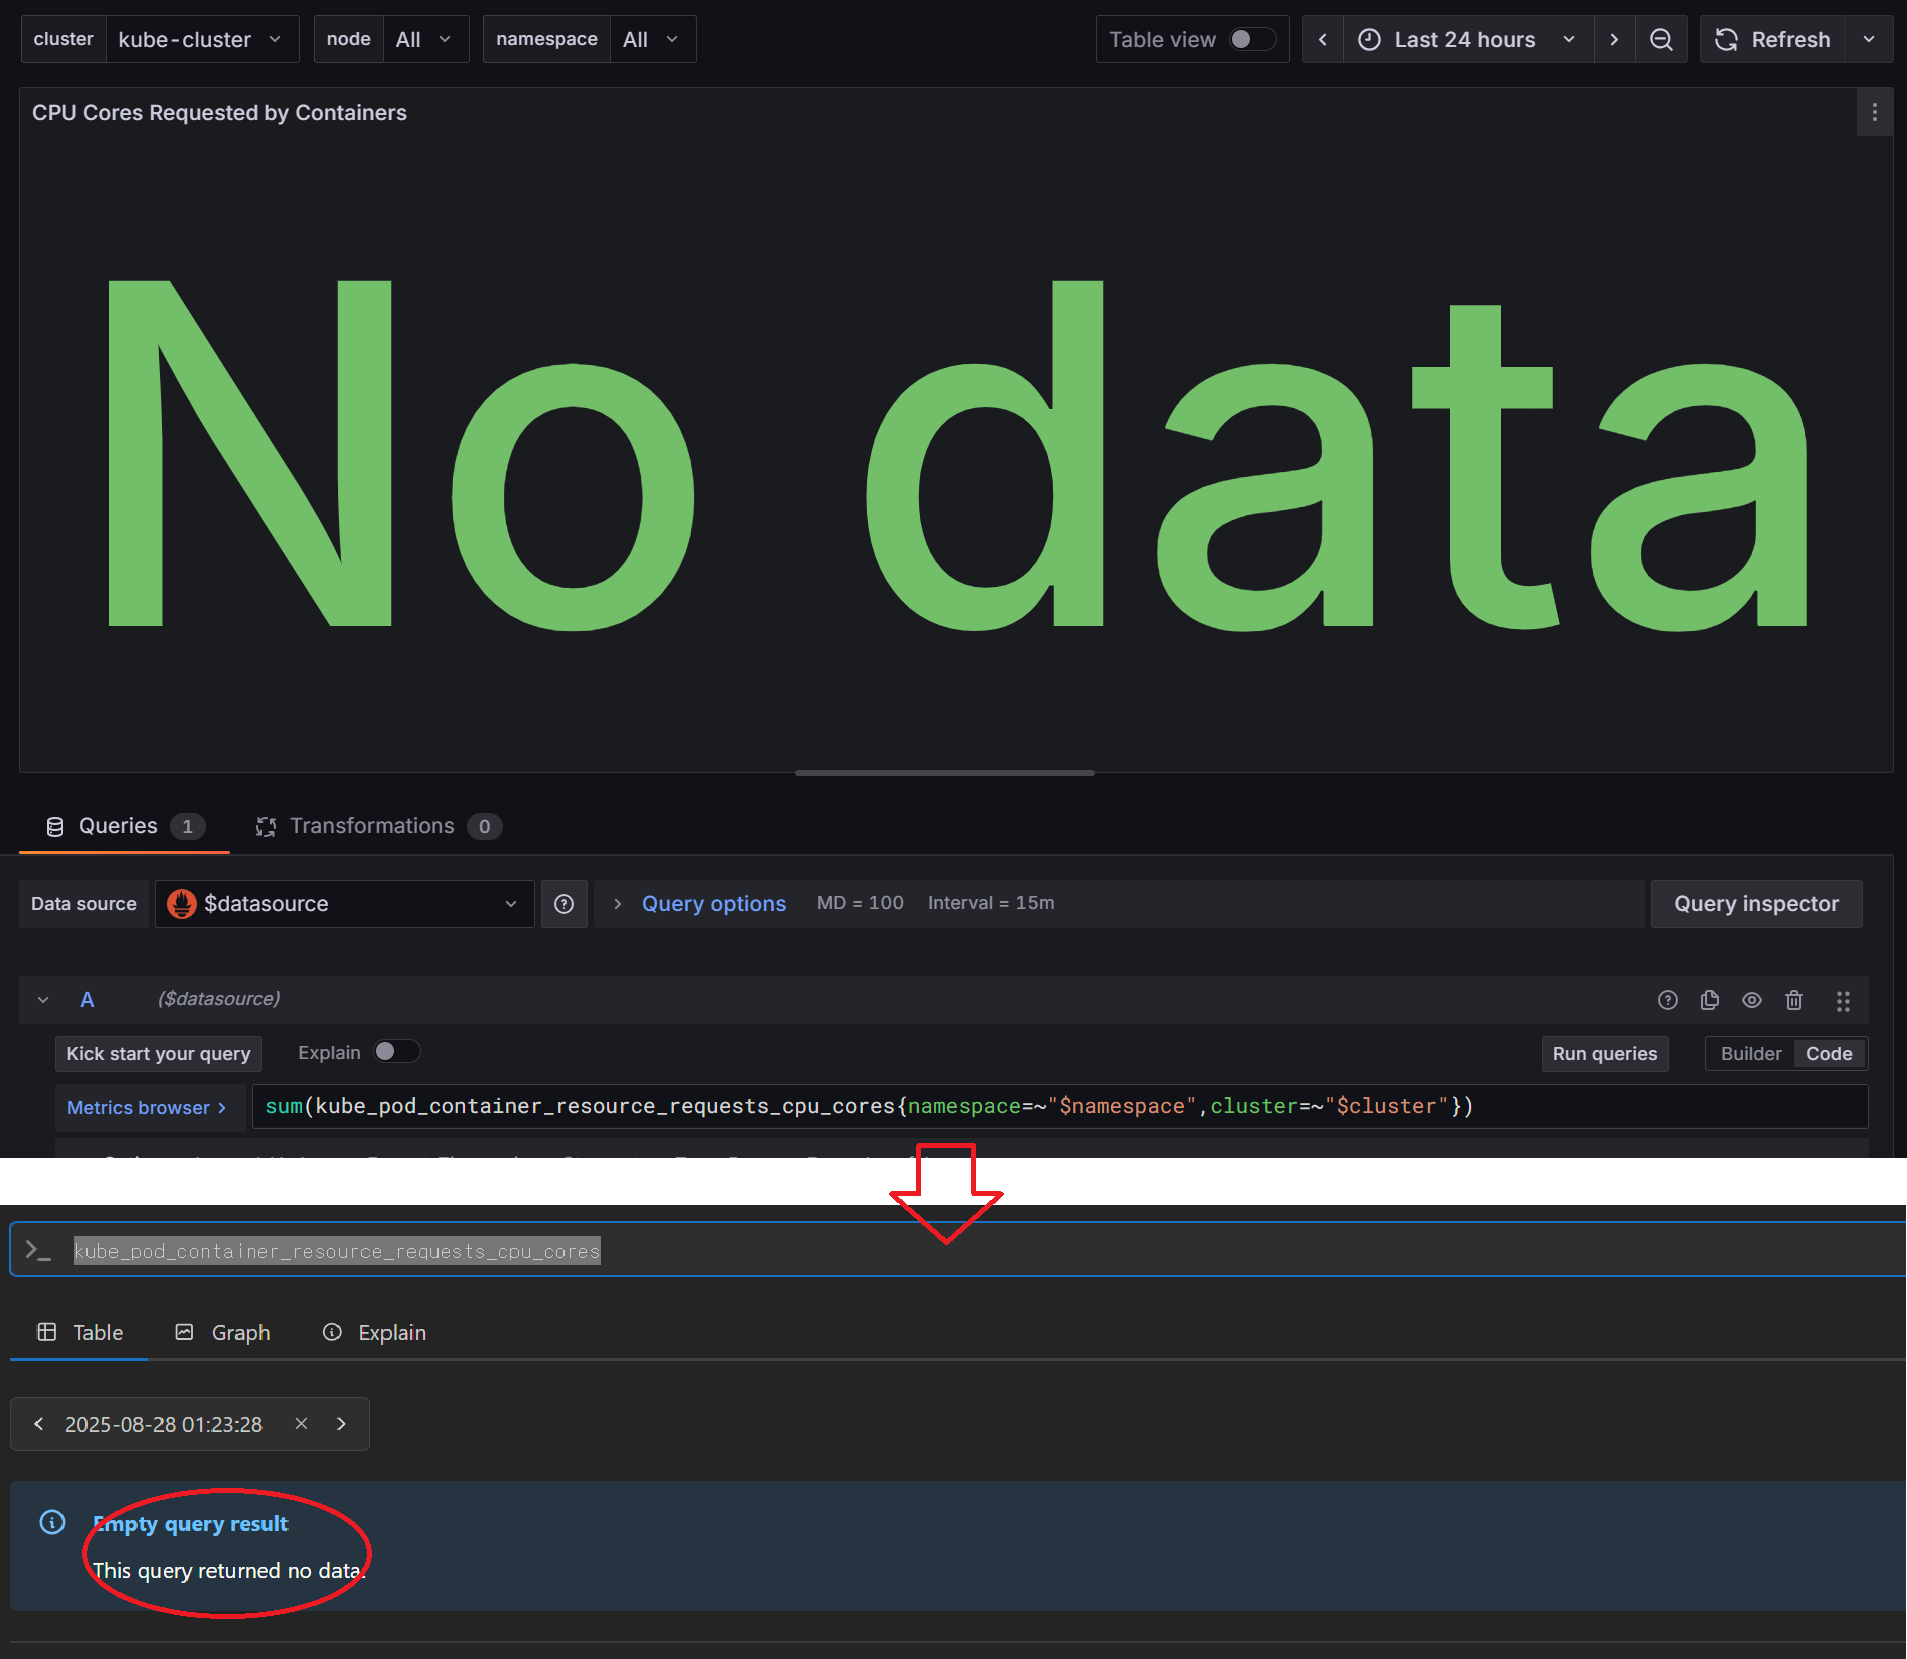 cluster kube-cluster node All namespace All Table view Last 24 hours Refresh
CPU Cores Requested by Containers
No data
Queries 1 Transformations 0
Data source $datasource Query options MD = 100 Interval = 15m Query inspector
A ($datasource)
Kick start your query Explain Run queries Builder Code
Metrics browser > sum(kube_pod_container_resource_requests_cpu_cores{namespace=~"$namespace",cluster=~"$cluster"})
>_ kube_pod_container_resource_requests_cpu_cores
Table Graph Explain
2025-08-28 01:23:28
Empty query result
This query returned no data.